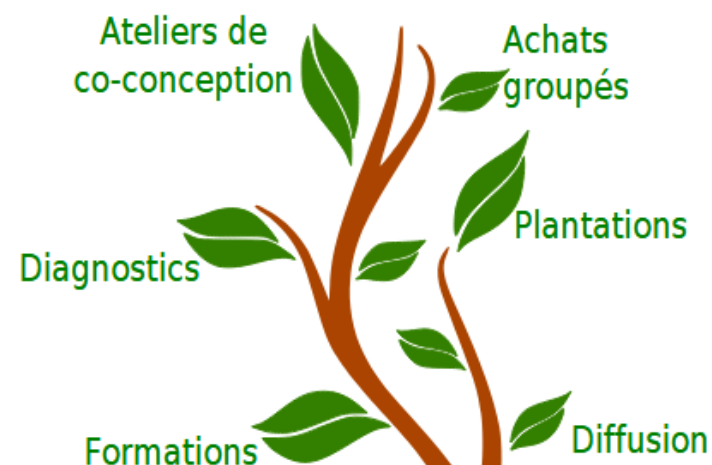 Ateliers de
co-conception
Achats
groupés
Plantations
Diagnostics
Formations
Diffusion